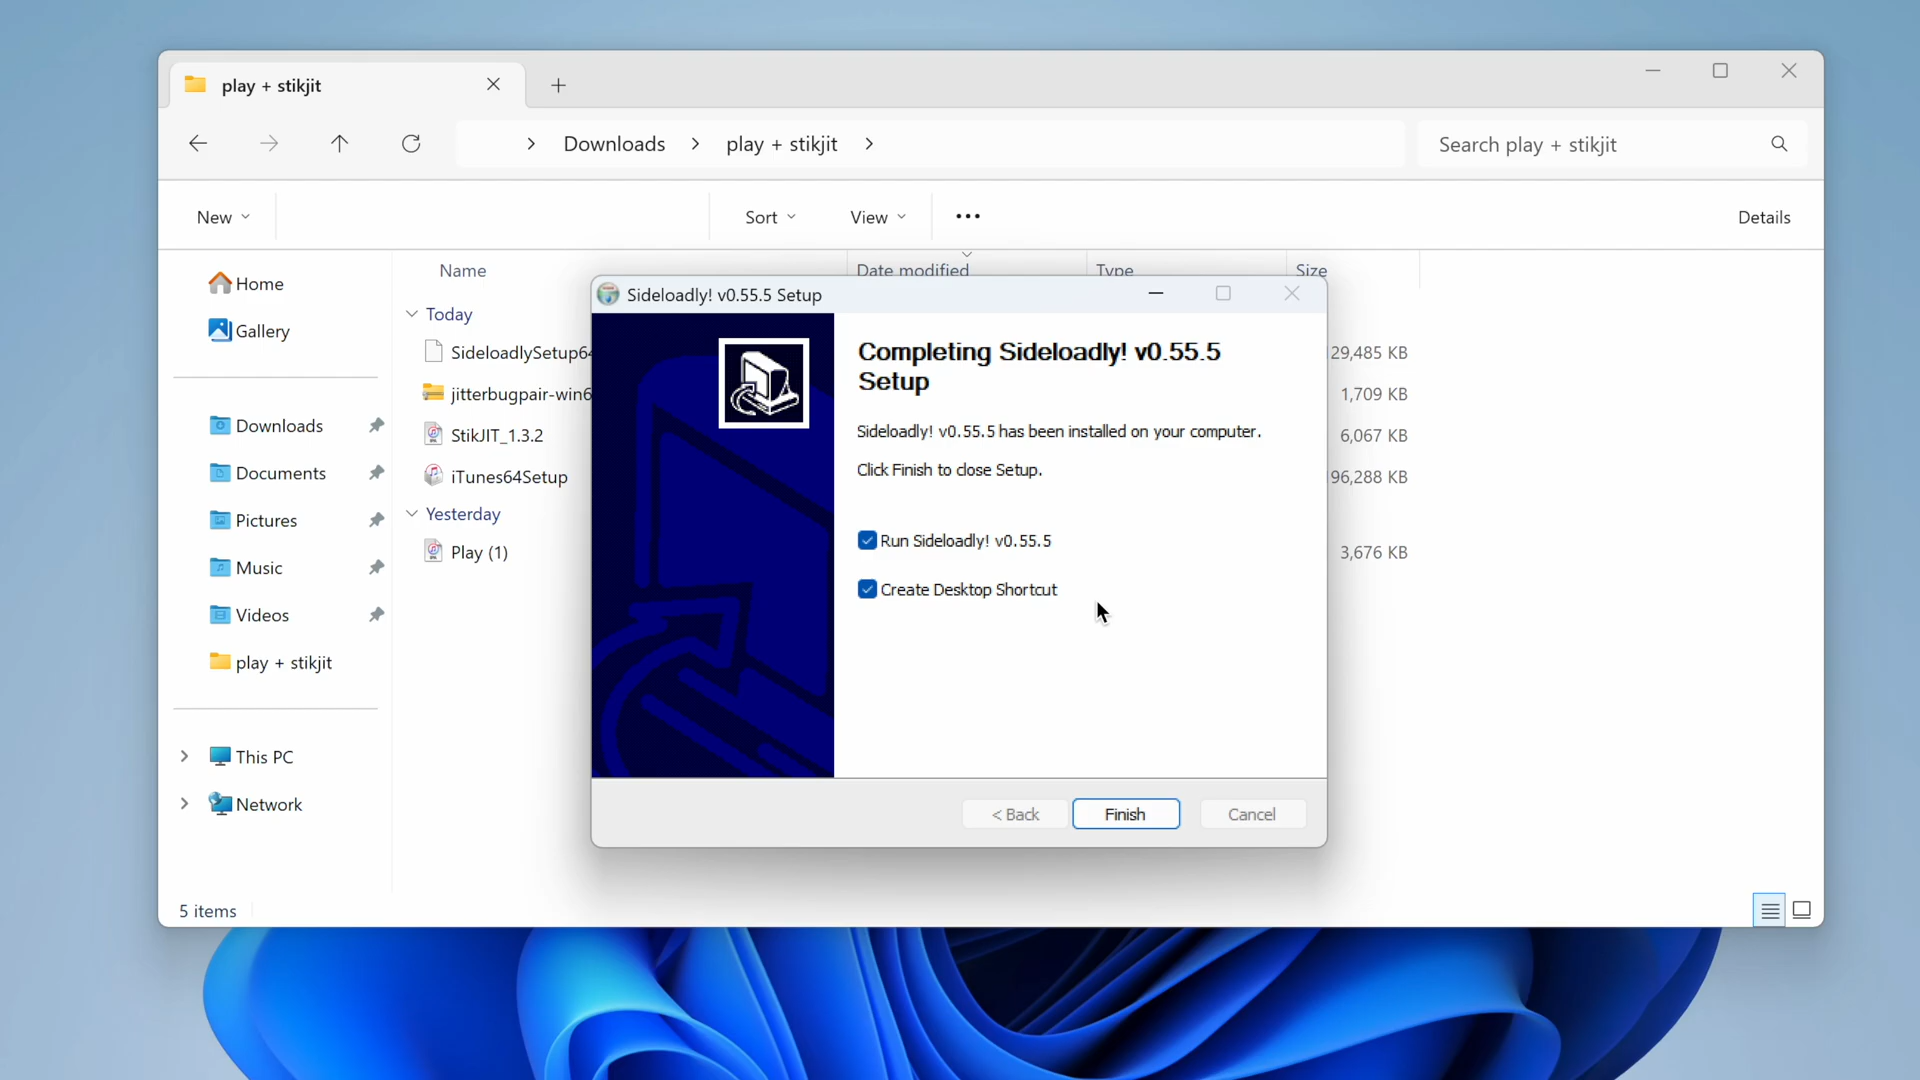 play + stikjit
Downloads
play + stikjit
Search play + stikjit
New
Sort
View
Details
Home
Gallery
Downloads
Documents
Pictures
Music
Videos
play + stikjit
This PC
Network
Name
Date modified
Type
Size
Today
SideloadlySetup64
29,485 KB
jitterbugpair-win6
1,709 KB
StikJIT_1.3.2
6,067 KB
iTunes64Setup
96,288 KB
Yesterday
Play (1)
3,676 KB
Sideloadly! v0.55.5 Setup
Completing Sideloadly! v0.55.5
Setup
Sideloadly! v0.55.5 has been installed on your computer.
Click Finish to close Setup.
Run Sideloadly! v0.55.5
Create Desktop Shortcut
< Back
Finish
Cancel
5 items